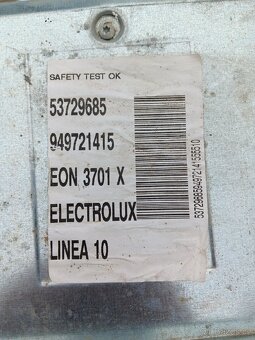 SAFETY TEST OK
53729685
949721415
EON 3701 X
ELECTROLUX
LINEA 10